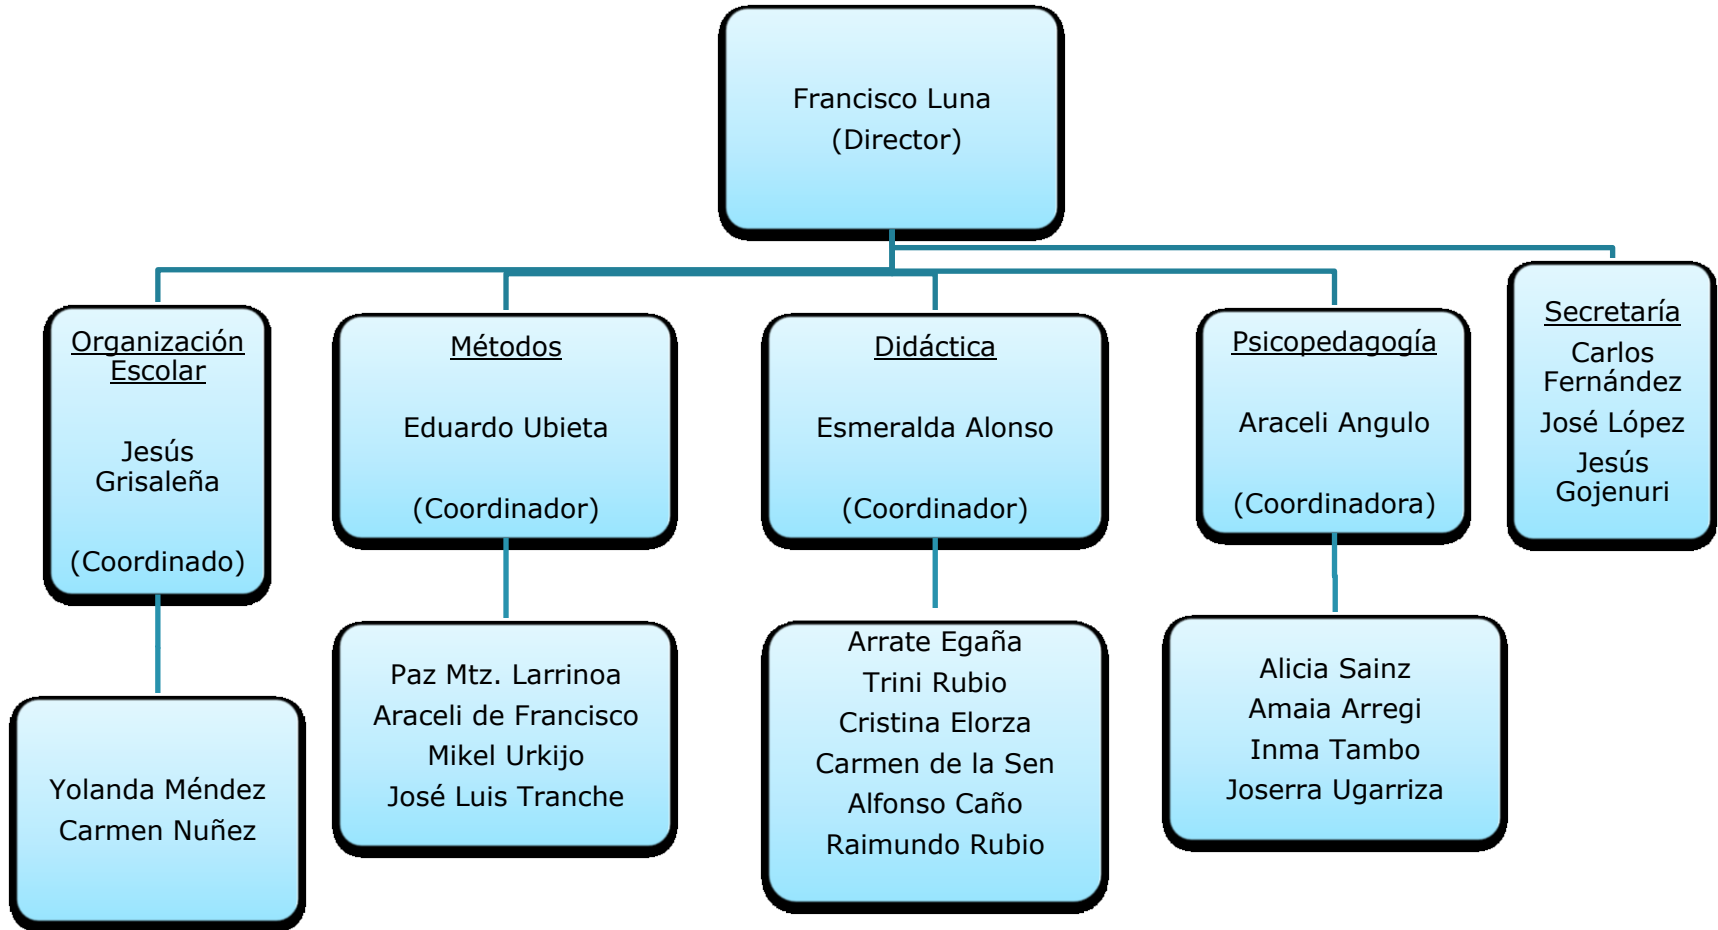 Francisco Luna
(Director)
Organización
Escolar
Jesús
Grisaleña
(Coordinado)
Métodos
Eduardo Ubieta
(Coordinador)
Didáctica
Esmeralda Alonso
(Coordinador)
Psicopedagogía
Araceli Angulo
(Coordinadora)
Secretaría
Carlos
Fernández
José López
Jesús
Gojenuri
Yolanda Méndez
Carmen Nuñez
Paz Mtz. Larrinoa
Araceli de Francisco
Mikel Urkijo
José Luis Tranche
Arrate Egaña
Trini Rubio
Cristina Elorza
Carmen de la Sen
Alfonso Caño
Raimundo Rubio
Alicia Sainz
Amaia Arregi
Inma Tambo
Joserra Ugarriza